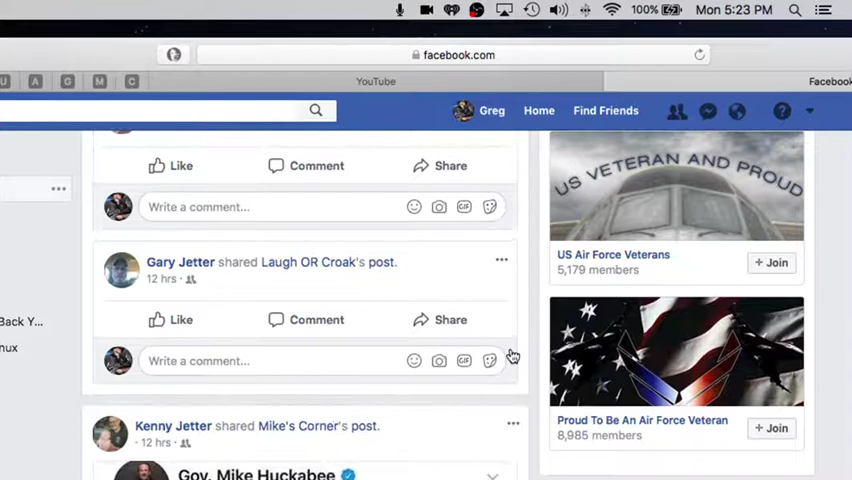 100% Mon 5:23 PM
facebook.com
U A G M C YouTube Facebook
Greg Home Find Friends
Like Comment Share
Write a comment... GIF
Gary Jetter shared Laugh OR Croak's post.
12 hrs ·
Like Comment Share
Write a comment... GIF
Kenny Jetter shared Mike's Corner's post.
12 hrs ·
Gov. Mike Huckabee
Back Y...
nux
US VETERAN AND PROUD
US Air Force Veterans
5,179 members
+ Join
Proud To Be An Air Force Veteran
8,985 members
+ Join